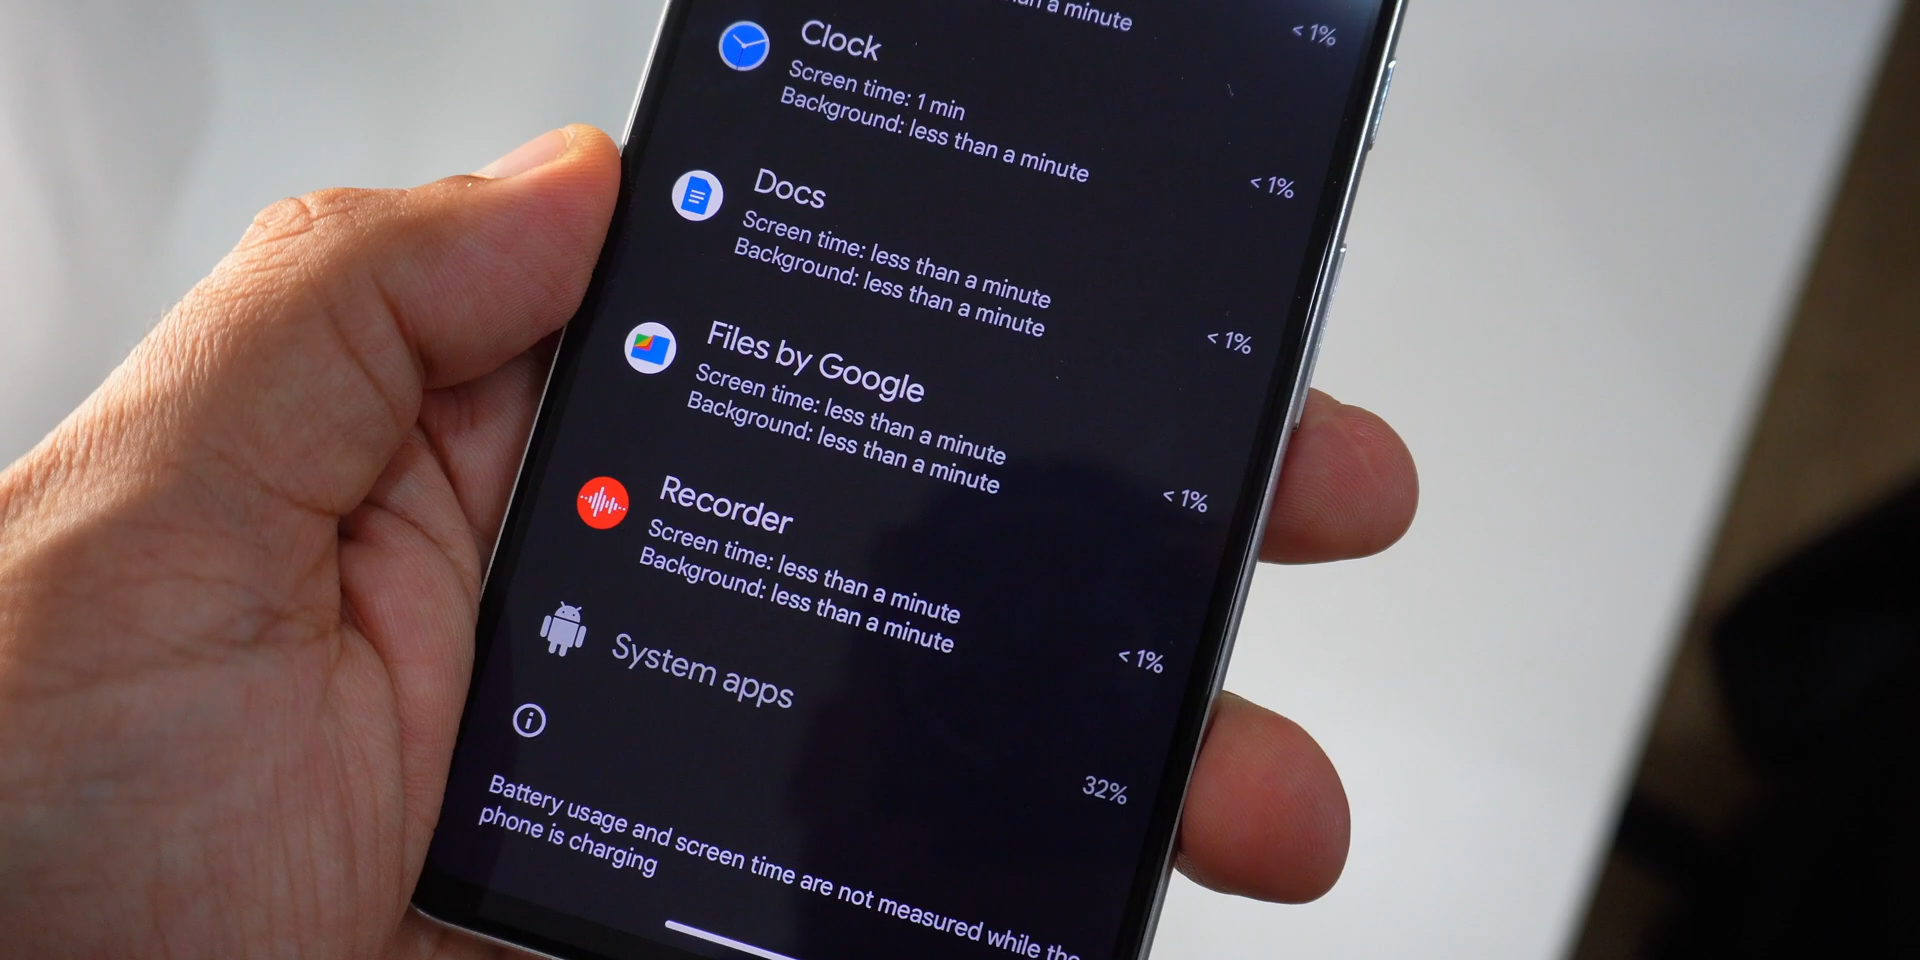 a minute
< 1%
Clock
Screen time: 1 min
Background: less than a minute
< 1%
Docs
Screen time: less than a minute
Background: less than a minute
< 1%
Files by Google
Screen time: less than a minute
Background: less than a minute
< 1%
Recorder
Screen time: less than a minute
Background: less than a minute
< 1%
System apps
32%
Battery usage and screen time are not measured while the
phone is charging